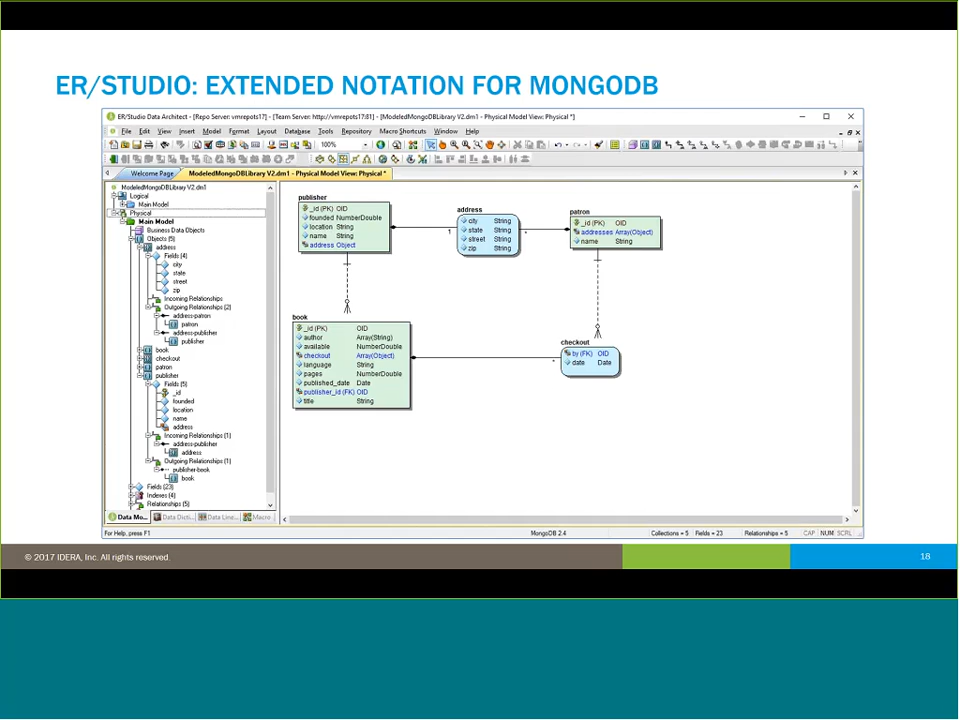 ER/STUDIO: EXTENDED NOTATION FOR MONGODB
ER/Studio Data Architect - [Repo Server: vmrepots17] - [Team Server: http://vmrepots17:81] - [ModeledMongoDBLibrary V2.dm1 - Physical Model View: Physical *]
File Edit View Insert Model Format Layout Database Tools Repository Macro Shortcuts Window Help
100%
Welcome Page ModeledMongoDBLibrary V2.dm1 - Physical Model View: Physical *
ModeledMongoDBLibrary V2.dm1
Logical
Main Model
Physical
Main Model
Business Data Objects
Objects (5)
address
Fields (4)
city
state
street
zip
Incoming Relationships
Outgoing Relationships (2)
address-patron
patron
address-publisher
publisher
book
checkout
patron
publisher
Fields (5)
_id
founded
location
name
address
Incoming Relationships (1)
address-publisher
address
Outgoing Relationships (1)
publisher-book
book
Fields (23)
Indexes (4)
Relationships (5)
Data Mo... Data Dicti... Data Line... Macro
publisher
_id (PK) OID
founded NumberDouble
location String
name String
address Object
1
address
city String
state String
street String
zip String
*
patron
_id (PK) OID
addresses Array(Object)
name String
book
_id (PK) OID
author Array(String)
available NumberDouble
checkout Array(Object)
language String
pages NumberDouble
published_date Date
publisher_id (FK) OID
title String
*
checkout
by (FK) OID
date Date
For Help, press F1 MongoDB 2.4 Collections = 5 Fields = 23 Relationships = 5 CAP NUM SCRL
© 2017 IDERA, Inc. All rights reserved. 18